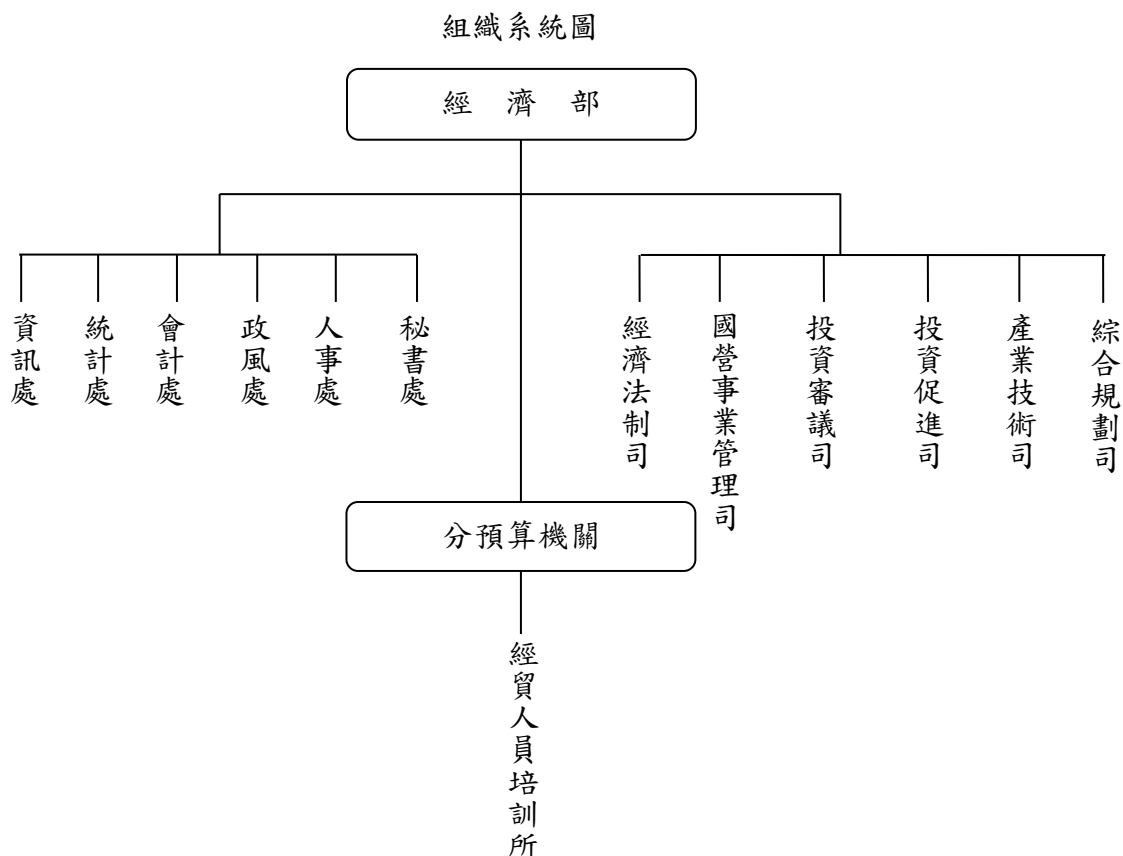 組織系統圖
經濟部
資訊處
統計處
會計處
政風處
人事處
秘書處
經濟法制司
國營事業管理司
投資審議司
投資促進司
產業技術司
綜合規劃司
分預算機關
經貿人員培訓所